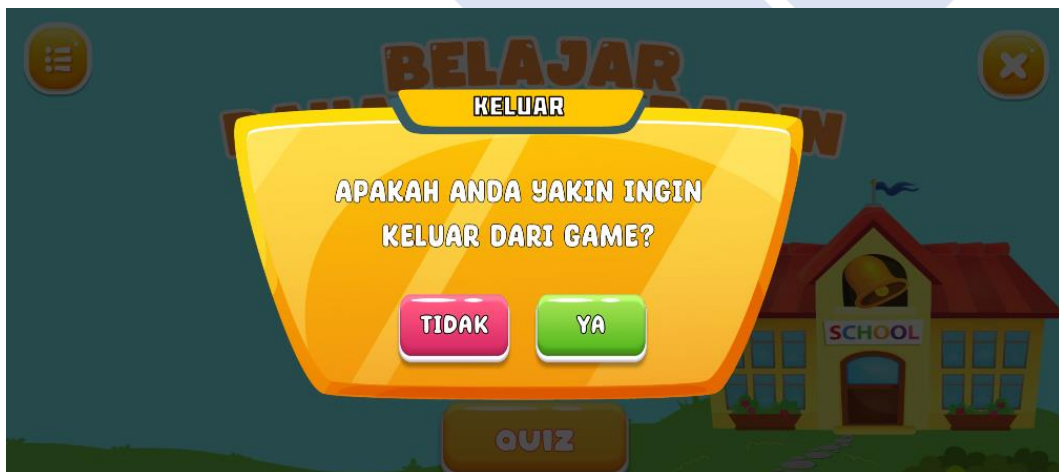 BELAJAR
KELUAR
APAKAH ANDA YAKIN INGIN
KELUAR DARI GAME?
TIDAK
YA
SCHOOL
QUIZ